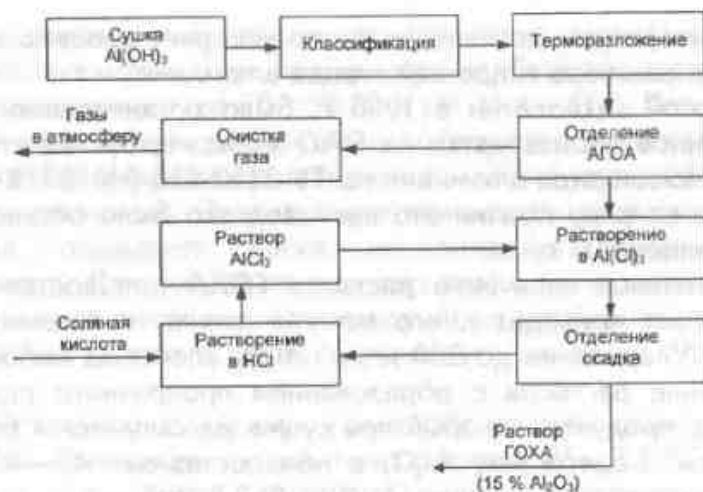 Сушка
Al(OH)₃
Классификация
Терморазложение
Газы
в атмосферу
Очистка
газа
Отделение
АГОА
Раствор
AlCl₃
Растворение
в Al(Cl)₃
Соляная
кислота
Растворение
в HCl
Отделение
осадка
Раствор
ГОХА
(15 % Al₂O₃)